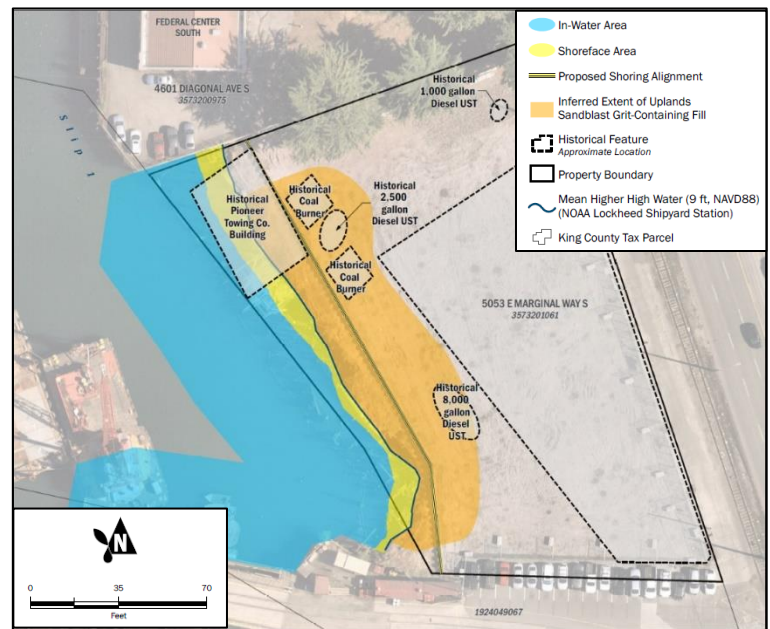 FEDERAL CENTER
SOUTH
4601 DIAGONAL AVE S
3573200975
Slip 1
Historical
1,000 gallon
Diesel UST
Historical
Pioneer
Towing Co.
Building
Historical
Coal
Burner
Historical
2,500
gallon
Diesel UST
Historical
Coal
Burner
5053 E MARGINAL WAY S
3573201061
Historical
8,000
gallon
Diesel
UST
1924049067
In-Water Area
Shoreface Area
Proposed Shoring Alignment
Inferred Extent of Uplands
Sandblast Grit-Containing Fill
Historical Feature
Approximate Location
Property Boundary
Mean Higher High Water (9 ft, NAVD88)
(NOAA Lockheed Shipyard Station)
King County Tax Parcel
N
0 35 70
Feet